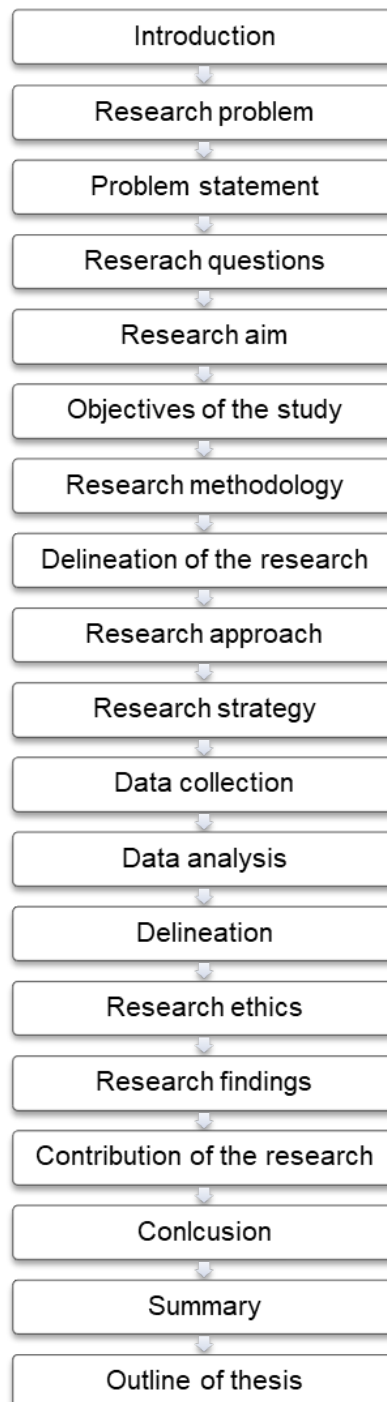 Introduction
Research problem
Problem statement
Reserach questions
Research aim
Objectives of the study
Research methodology
Delineation of the research
Research approach
Research strategy
Data collection
Data analysis
Delineation
Research ethics
Research findings
Contribution of the research
Conlcusion
Summary
Outline of thesis